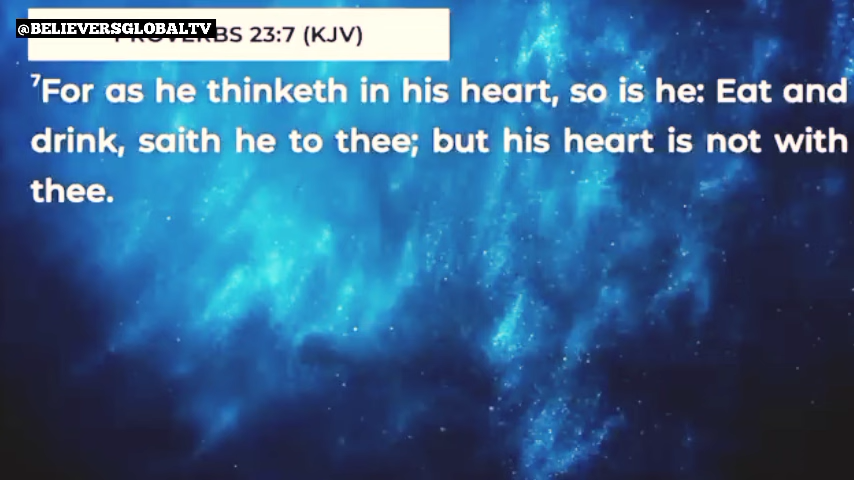 @BELIEVERSGLOBALTV
PROVERBS 23:7 (KJV)
⁷For as he thinketh in his heart, so is he: Eat and
drink, saith he to thee; but his heart is not with
thee.